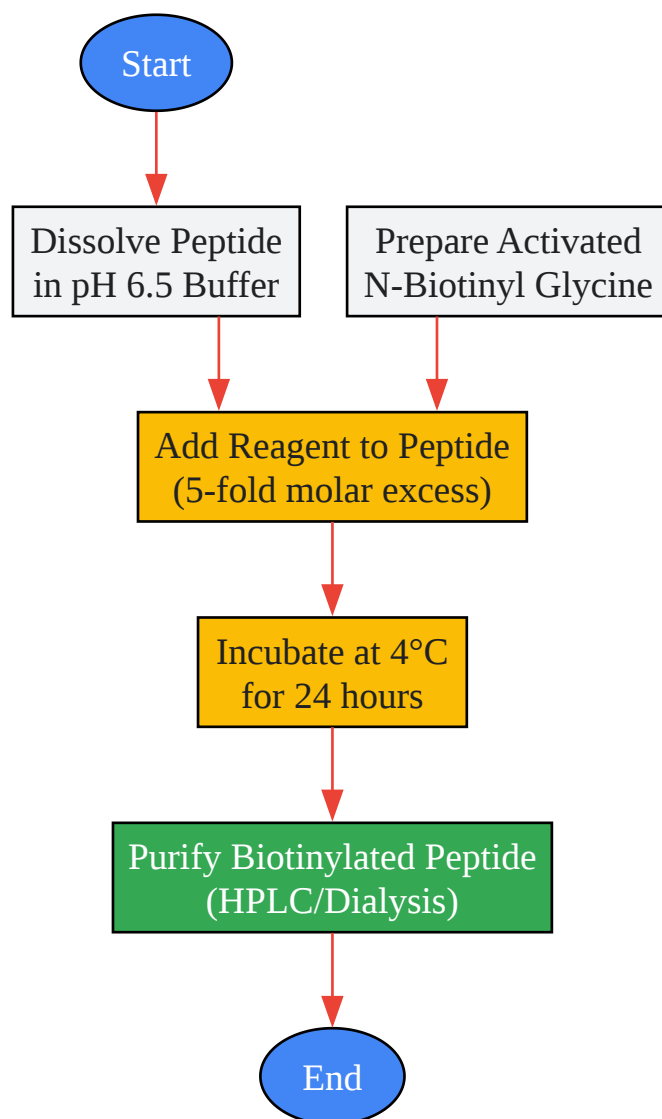 Start
Dissolve Peptide
in pH 6.5 Buffer
Prepare Activated
N-Biotinyl Glycine
Add Reagent to Peptide
(5-fold molar excess)
Incubate at 4°C
for 24 hours
Purify Biotinylated Peptide
(HPLC/Dialysis)
End